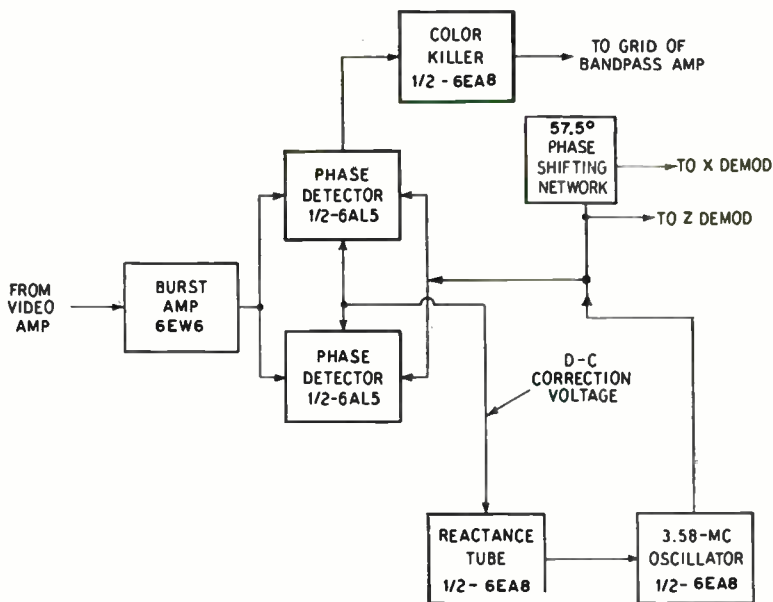 COLOR
KILLER
1/2 - 6EA8
TO GRID OF
BANDPASS AMP
57.5°
PHASE
SHIFTING
NETWORK
TO X DEMOD
TO Z DEMOD
PHASE
DETECTOR
1/2-6AL5
FROM
VIDEO
AMP
BURST
AMP
6EW6
PHASE
DETECTOR
1/2-6AL5
D-C
CORRECTION
VOLTAGE
REACTANCE
TUBE
1/2- 6EA8
3.58-MC
OSCILLATOR
1/2- 6EA8